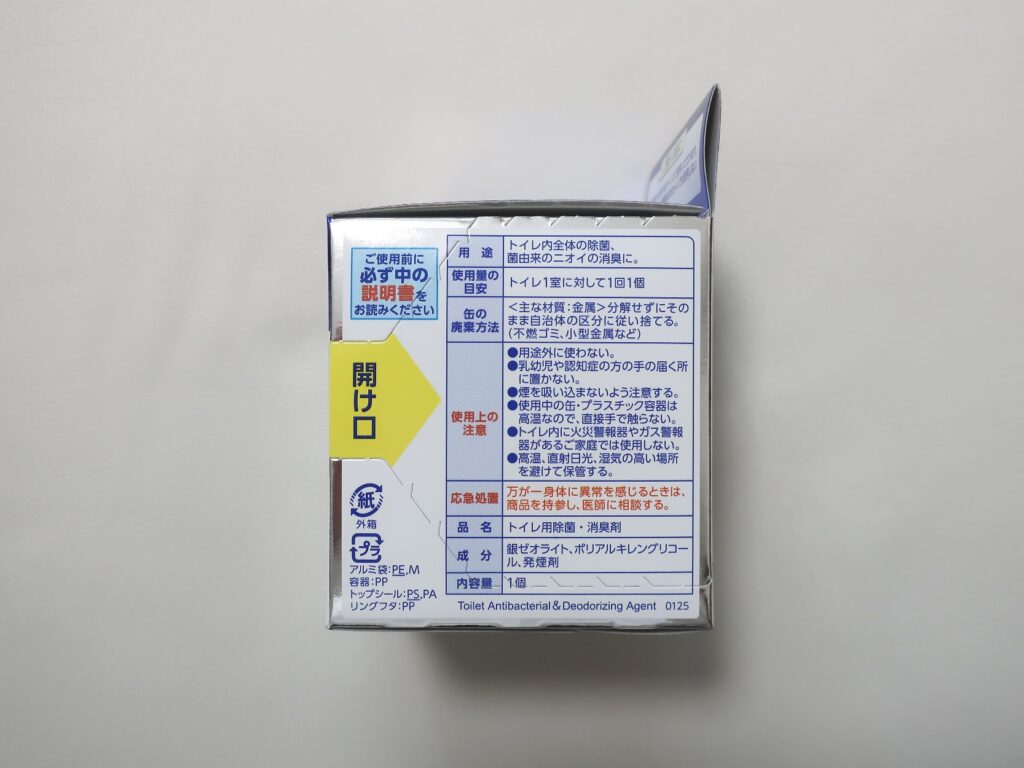 ご使用前に
必ず中の
説明書を
お読みください
開け口
紙
外箱
プラ
アルミ袋:PE,M
容器:PP
トップシール:PS,PA
リングフタ:PP
用途
トイレ内全体の除菌、
菌由来のニオイの消臭に。
使用量の
目安
トイレ1室に対して1回1個
缶の
廃棄方法
<主な材質:金属>分解せずにその
まま自治体の区分に従い捨てる。
(不燃ゴミ、小型金属など)
使用上の
注意
●用途外に使わない。
●乳幼児や認知症の方の手の届く所
に置かない。
●煙を吸い込まないよう注意する。
●使用中の缶・プラスチック容器は
高温なので、直接手で触らない。
●トイレ内に火災警報器やガス警報
器があるご家庭では使用しない。
●高温、直射日光、湿気の高い場所
を避けて保管する。
応急処置
万が一身体に異常を感じるときは、
商品を持参し、医師に相談する。
品名
トイレ用除菌・消臭剤
成分
銀ゼオライト、ポリアルキレングリコー
ル、発煙剤
内容量
1個
Toilet Antibacterial & Deodorizing Agent 0125